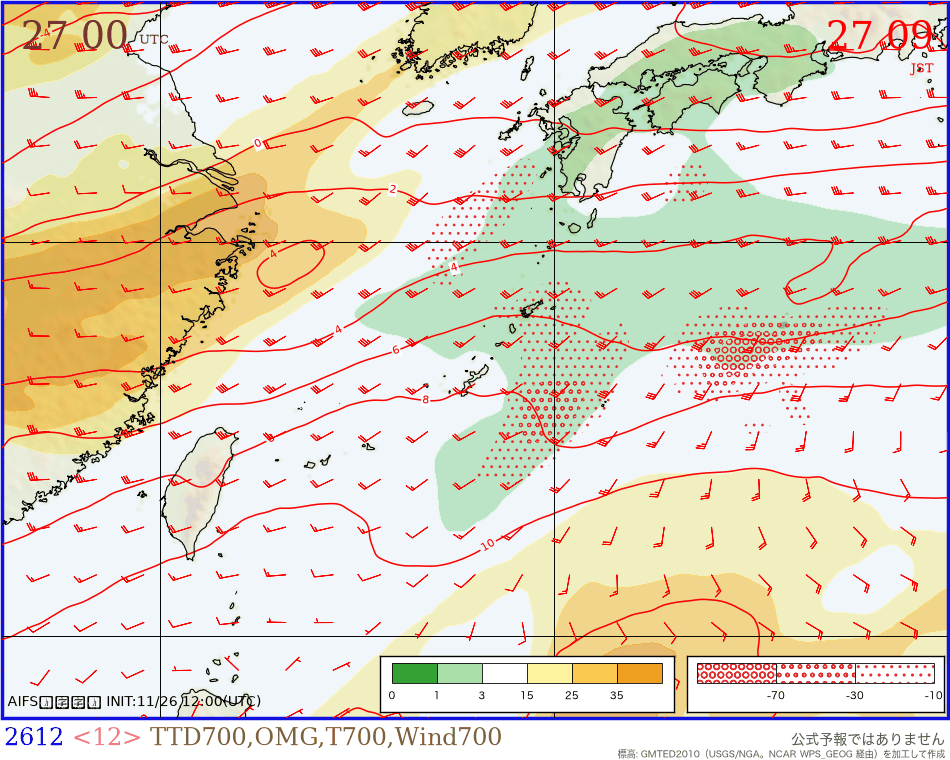 27 00 UTC
27 09 JST
-4
0
2
4
4
4
6
8
10
0 1 3 15 25 35
-70 -30 -10
AIFS INIT:11/26 12:00(UTC)
2612 <12> TTD700,OMG,T700,Wind700
公式予報ではありません
標高: GMTED2010（USGS/NGA。NCAR WPS_GEOG 経由）を加工して作成